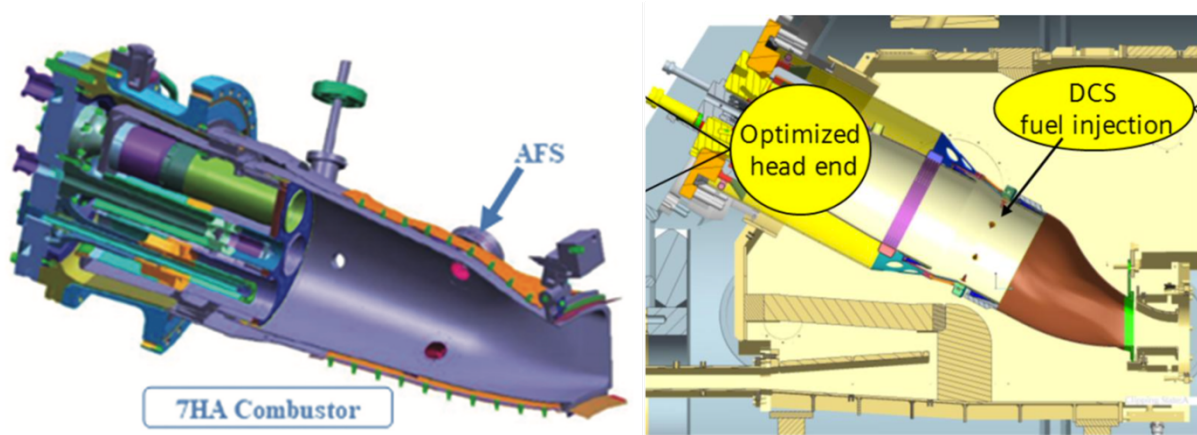 AFS
7HA Combustor
Optimized
head end
DCS
fuel injection